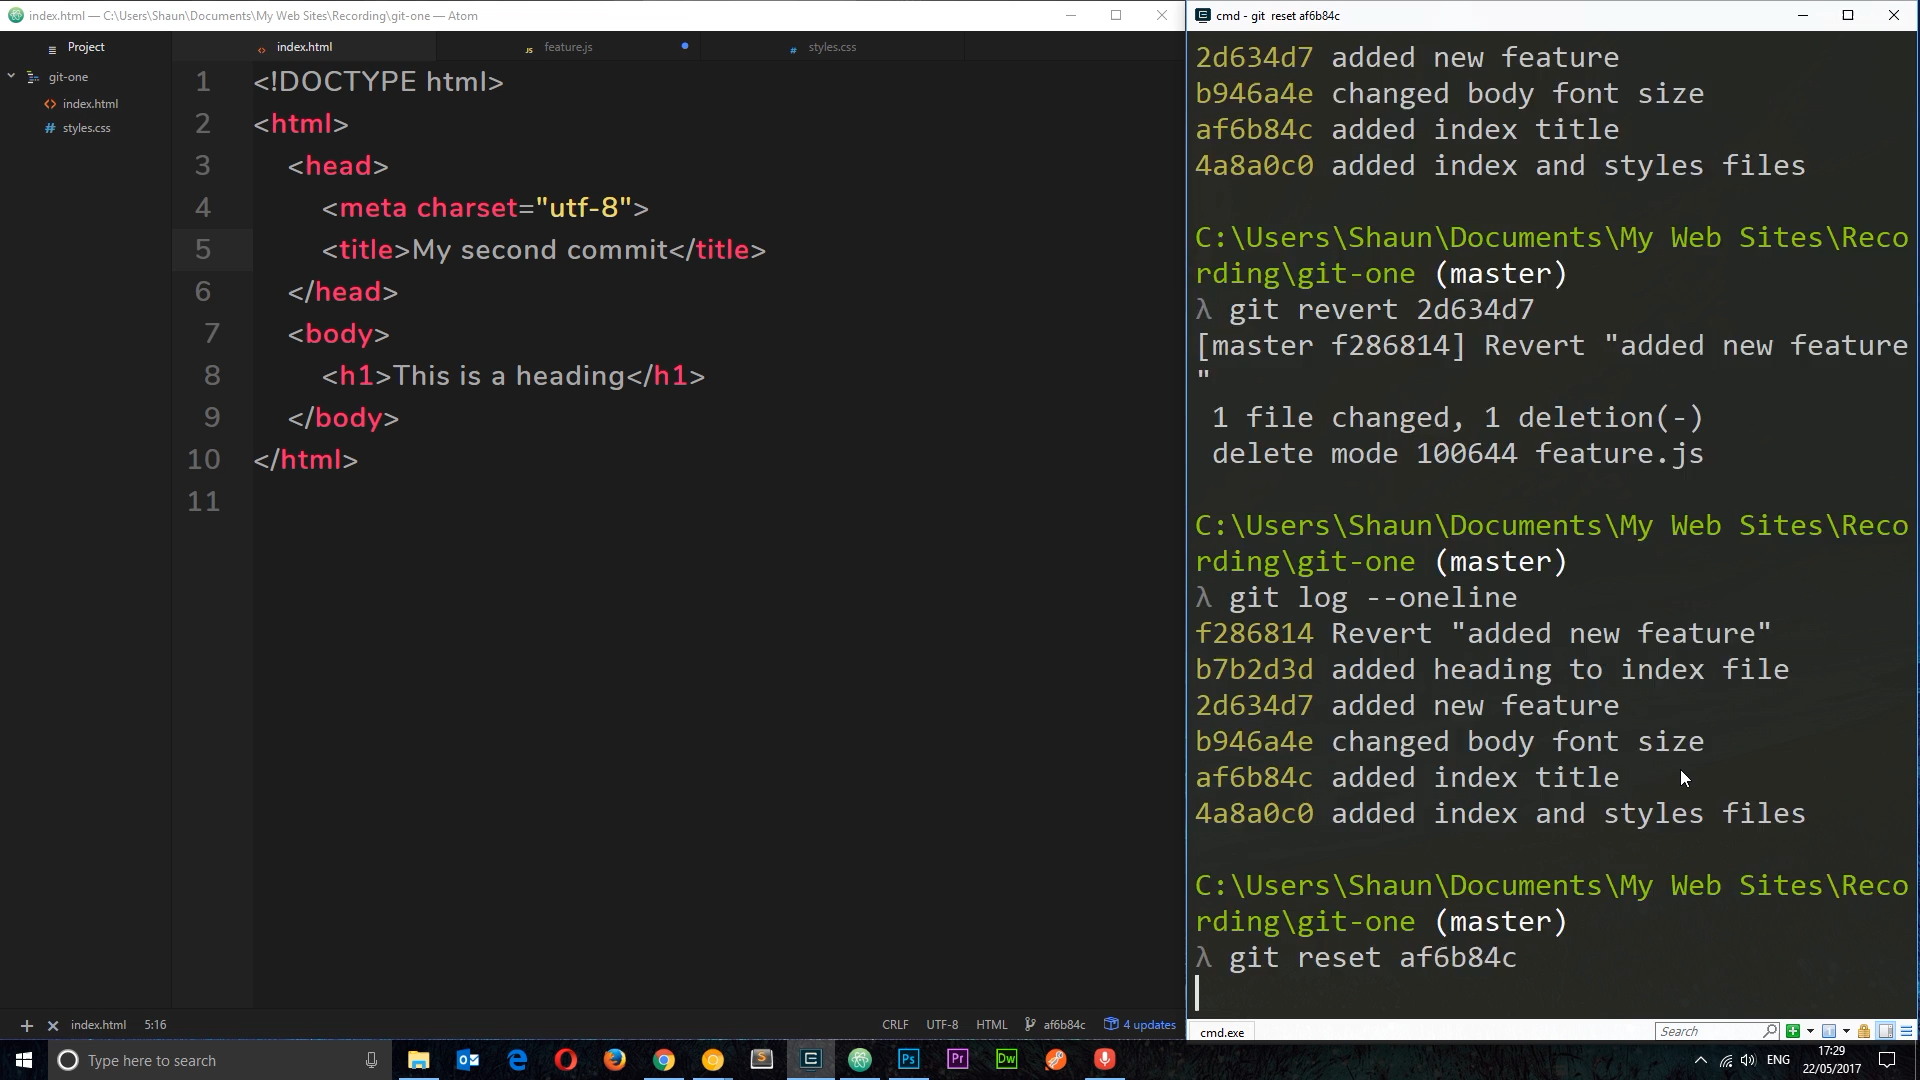 index.html — C:\Users\Shaun\Documents\My Web Sites\Recording\git-one — Atom
Project
git-one
index.html
styles.css
index.html
feature.js
styles.css
1 <!DOCTYPE html>
2 <html>
3 <head>
4 <meta charset="utf-8">
5 <title>My second commit</title>
6 </head>
7 <body>
8 <h1>This is a heading</h1>
9 </body>
10 </html>
11
index.html 5:16
CRLF UTF-8 HTML af6b84c 4 updates
cmd - git reset af6b84c
2d634d7 added new feature
b946a4e changed body font size
af6b84c added index title
4a8a0c0 added index and styles files
C:\Users\Shaun\Documents\My Web Sites\Reco
rding\git-one (master)
λ git revert 2d634d7
[master f286814] Revert "added new feature
"
1 file changed, 1 deletion(-)
delete mode 100644 feature.js
C:\Users\Shaun\Documents\My Web Sites\Reco
rding\git-one (master)
λ git log --oneline
f286814 Revert "added new feature"
b7b2d3d added heading to index file
2d634d7 added new feature
b946a4e changed body font size
af6b84c added index title
4a8a0c0 added index and styles files
C:\Users\Shaun\Documents\My Web Sites\Reco
rding\git-one (master)
λ git reset af6b84c
cmd.exe
Search
Type here to search
Ps
Pr
Dw
ENG
17:29
22/05/2017